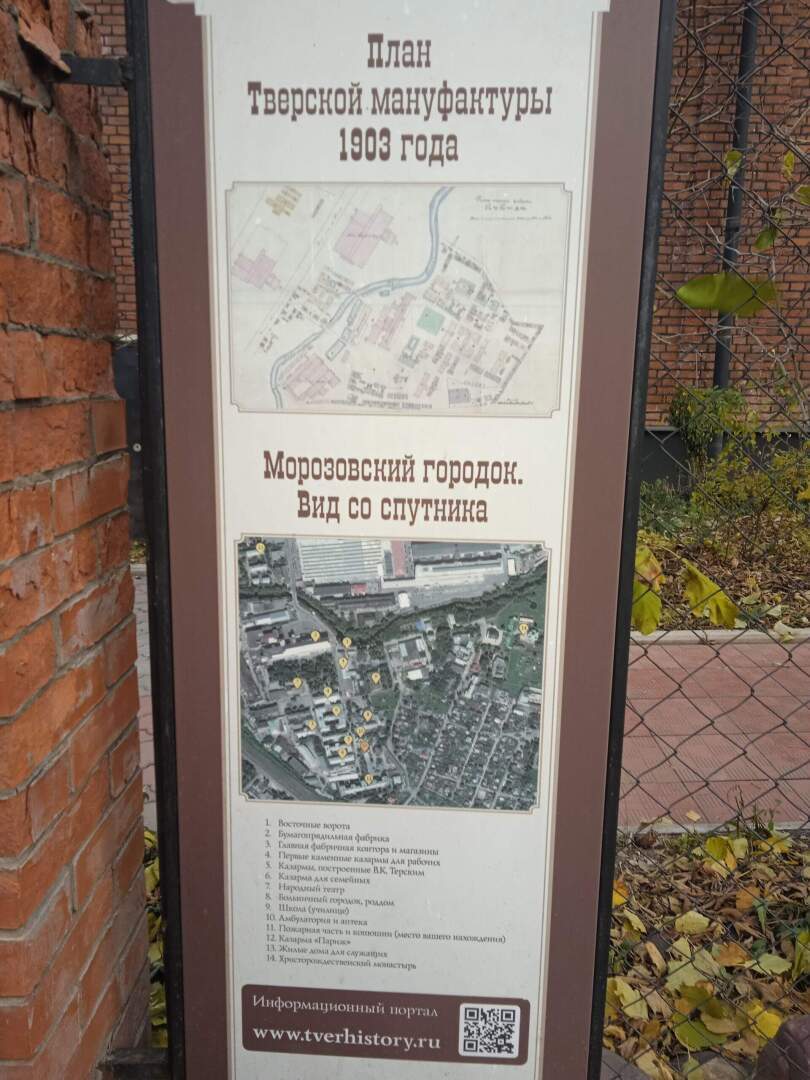 План
Тверской мануфактуры
1903 года
Морозовский городок.
Вид со спутника
1. Восточные ворота
2. Бумагопрядильная фабрика
3. Главная фабричная контора и магазины
4. Первые каменные казармы для рабочих
5. Казармы, построенные В.К. Терским
6. Казарма для семейных
7. Народный театр
8. Больничный городок, роддом
9. Школа (училище)
10. Амбулатория и аптека
11. Пожарная часть и конюшни (место вашего нахождения)
12. Казарма «Париж»
13. Жилые дома для служащих
14. Христорождественский монастырь
Информационный портал
www.tverhistory.ru